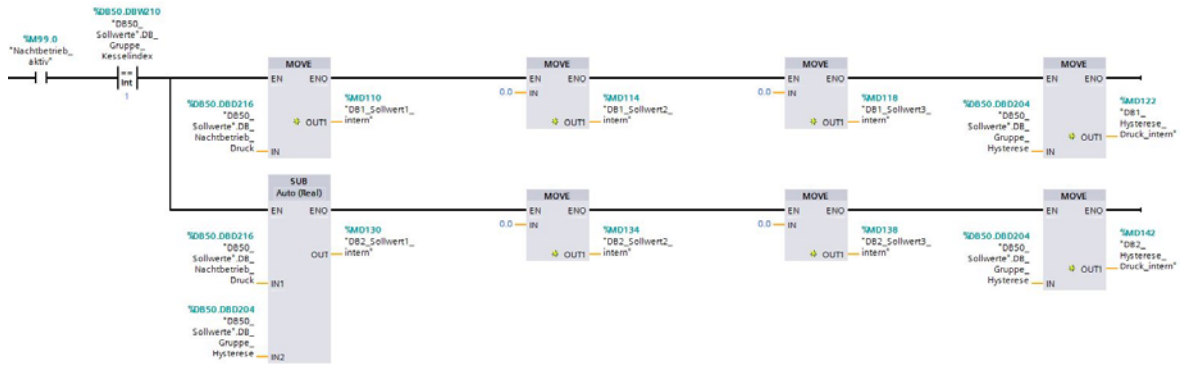 %DB50.DBW210
"DB50_
Sollwerte".DB_
Gruppe_
Kesselindex
%M99.0
"Nachtbetrieb_
aktiv"
==
Int
1
MOVE
EN ENO
%DB50.DBD216
"DB50_
Sollwerte".DB_
Nachtbetrieb_
Druck
IN
OUT1
%MD110
"DB1_Sollwert1_
intern"
MOVE
EN ENO
0.0
IN
OUT1
%MD114
"DB1_Sollwert2_
intern"
MOVE
EN ENO
0.0
IN
OUT1
%MD118
"DB1_Sollwert3_
intern"
MOVE
EN ENO
%DB50.DBD204
"DB50_
Sollwerte".DB_
Gruppe_
Hysterese
IN
OUT1
%MD122
"DB1_
Hysterese_
Druck_intern"
SUB
Auto (Real)
EN ENO
%DB50.DBD216
"DB50_
Sollwerte".DB_
Nachtbetrieb_
Druck
IN1
%DB50.DBD204
"DB50_
Sollwerte".DB_
Gruppe_
Hysterese
IN2
OUT
%MD130
"DB2_Sollwert1_
intern"
MOVE
EN ENO
0.0
IN
OUT1
%MD134
"DB2_Sollwert2_
intern"
MOVE
EN ENO
0.0
IN
OUT1
%MD138
"DB2_Sollwert3_
intern"
MOVE
EN ENO
%DB50.DBD204
"DB50_
Sollwerte".DB_
Gruppe_
Hysterese
IN
OUT1
%MD142
"DB2_
Hysterese_
Druck_intern"